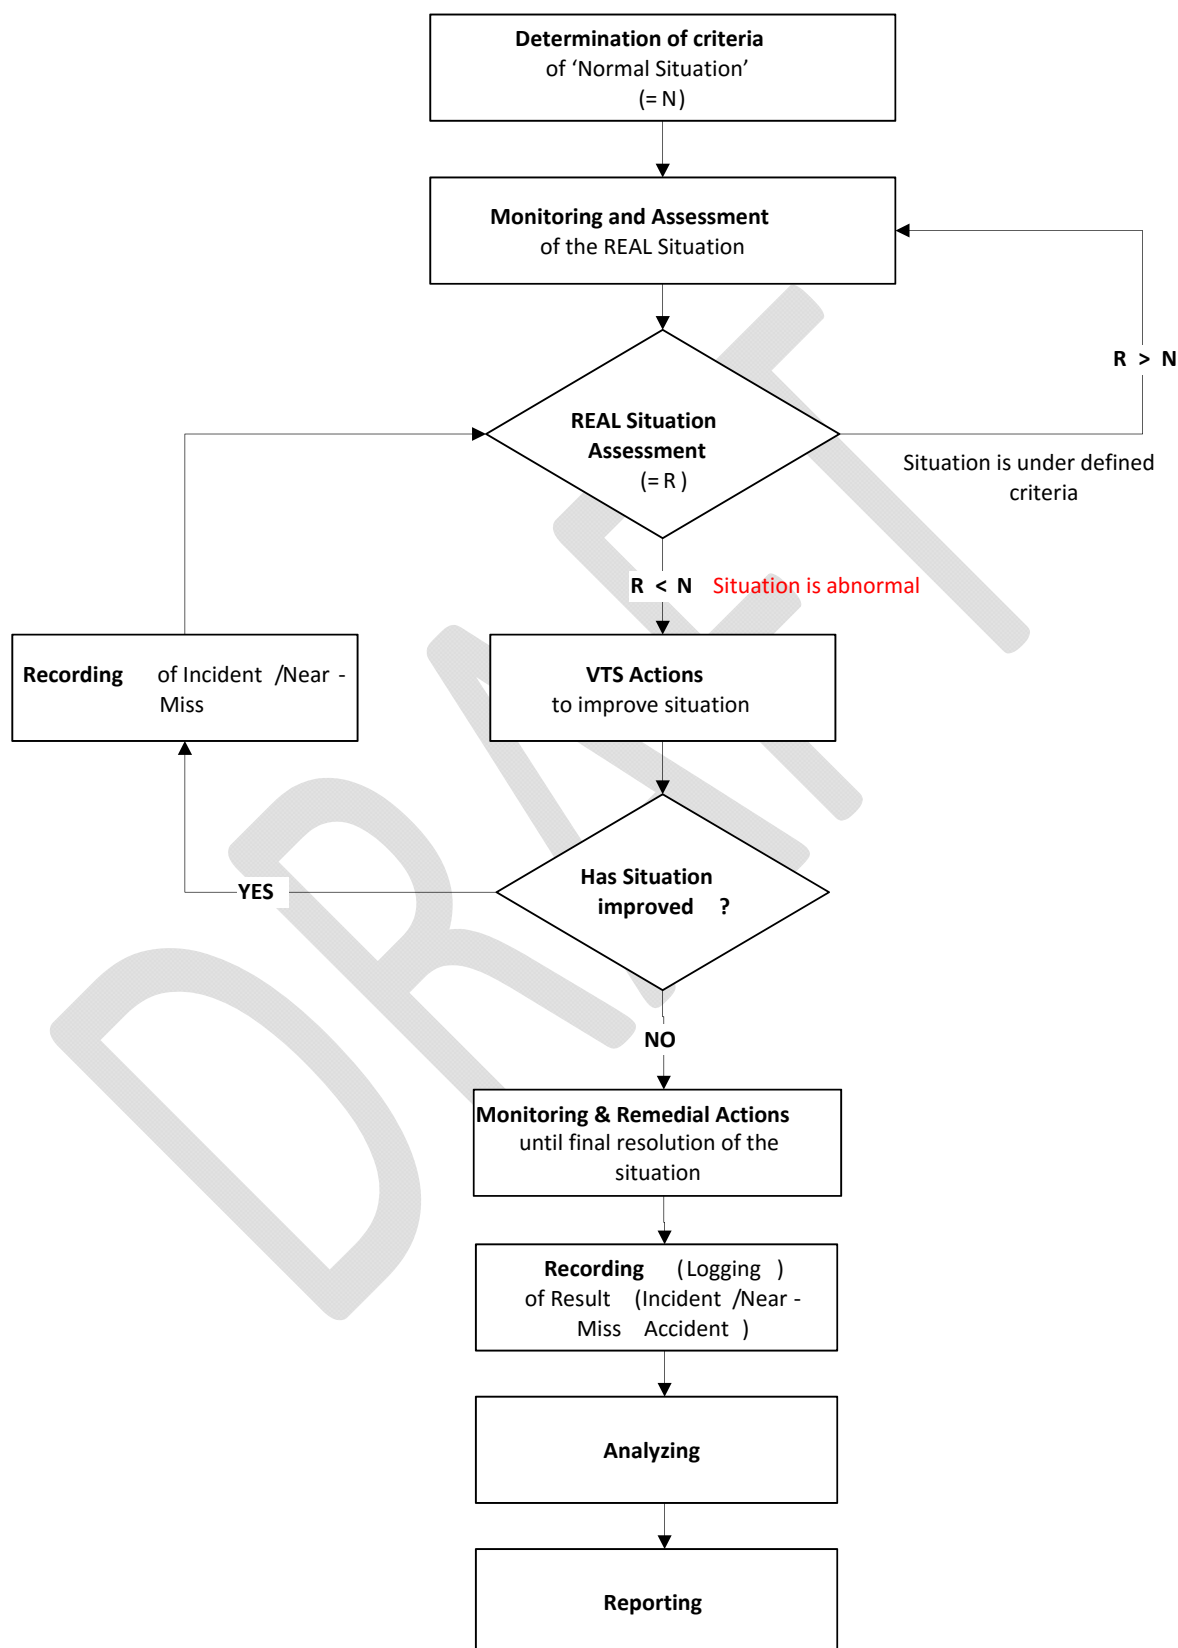 Determination of criteria
of ‘Normal Situation’
(= N)
Monitoring and Assessment
of the REAL Situation
R > N
REAL Situation
Assessment
(= R )
Situation is under defined
criteria
R < N Situation is abnormal
Recording of Incident /Near -
Miss
VTS Actions
to improve situation
Has Situation
improved ?
YES
NO
Monitoring & Remedial Actions
until final resolution of the
situation
Recording (Logging )
of Result (Incident /Near -
Miss Accident )
Analyzing
Reporting
DRAFT